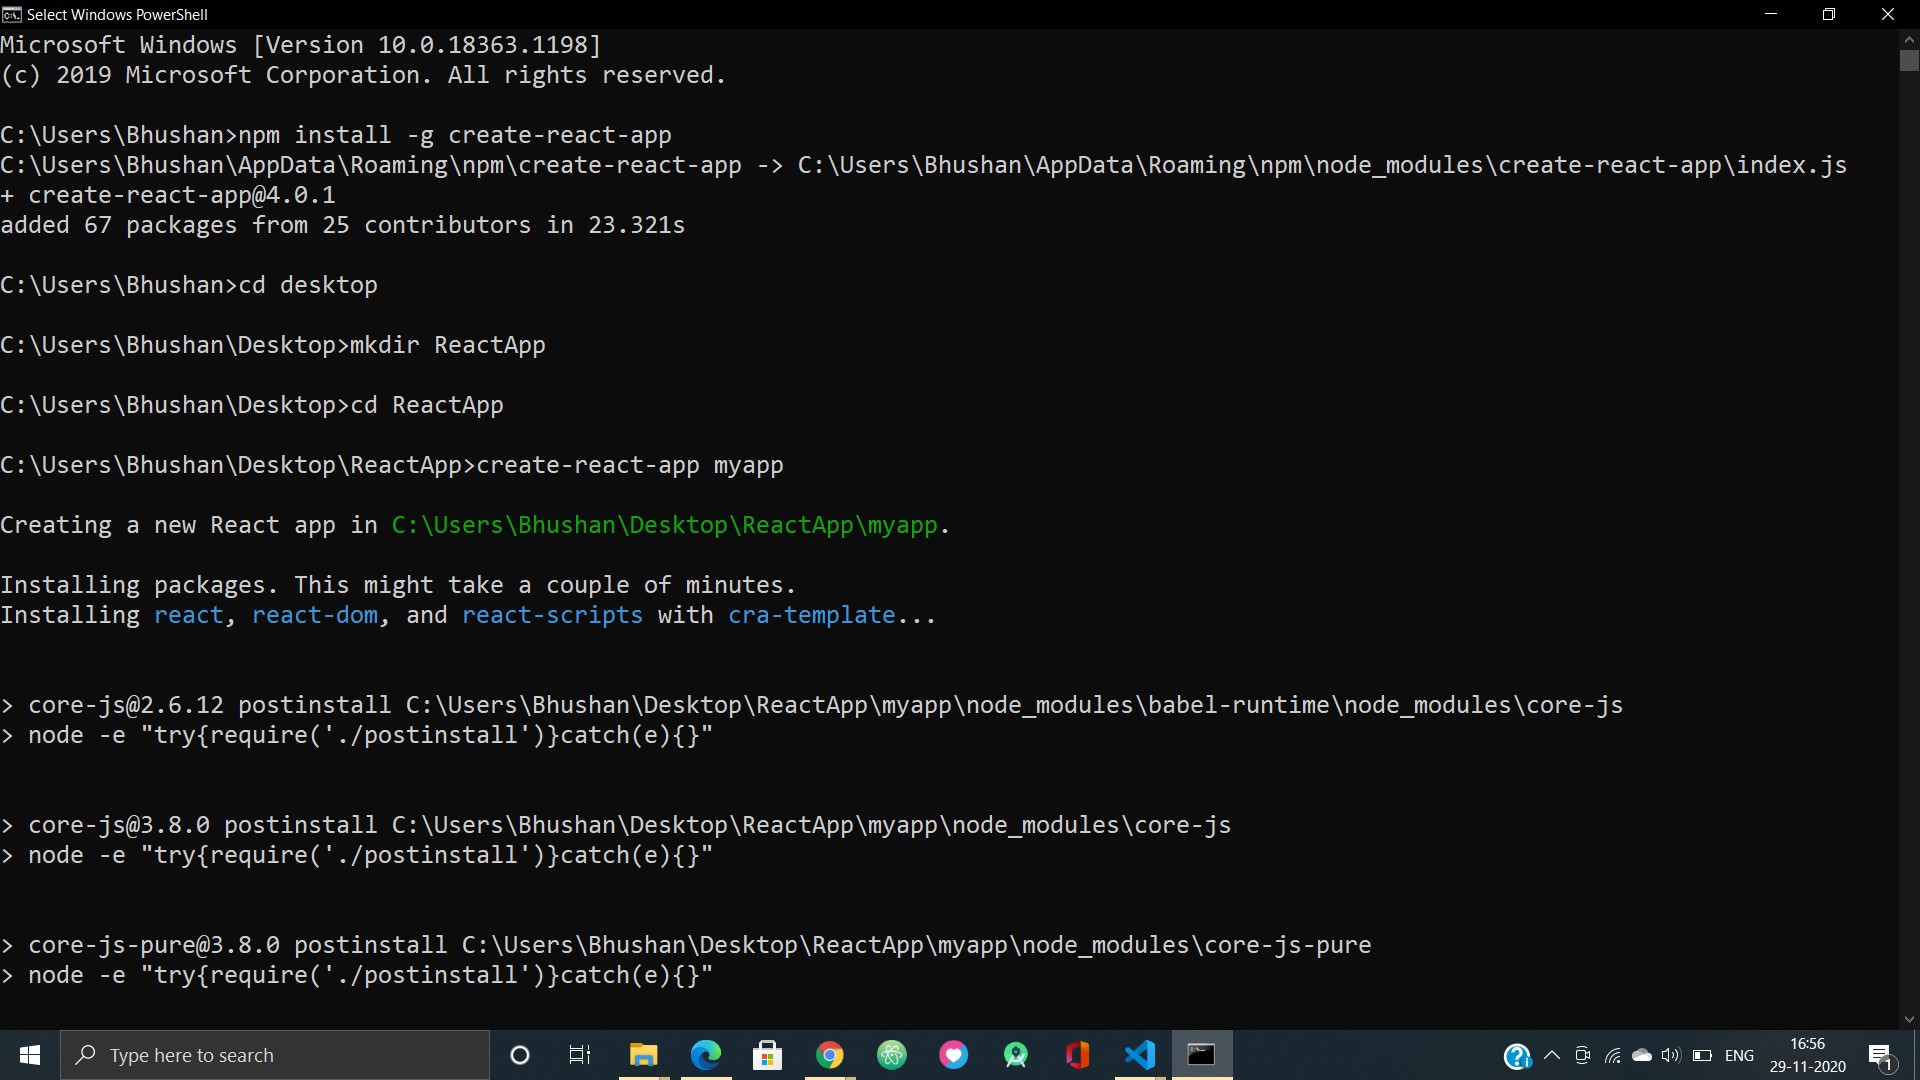 Select Windows PowerShell
Microsoft Windows [Version 10.0.18363.1198]
(c) 2019 Microsoft Corporation. All rights reserved.
C:\Users\Bhushan>npm install -g create-react-app
C:\Users\Bhushan\AppData\Roaming\npm\create-react-app -> C:\Users\Bhushan\AppData\Roaming\npm\node_modules\create-react-app\index.js
+ create-react-app@4.0.1
added 67 packages from 25 contributors in 23.321s
C:\Users\Bhushan>cd desktop
C:\Users\Bhushan\Desktop>mkdir ReactApp
C:\Users\Bhushan\Desktop>cd ReactApp
C:\Users\Bhushan\Desktop\ReactApp>create-react-app myapp
Creating a new React app in C:\Users\Bhushan\Desktop\ReactApp\myapp.
Installing packages. This might take a couple of minutes.
Installing react, react-dom, and react-scripts with cra-template...
> core-js@2.6.12 postinstall C:\Users\Bhushan\Desktop\ReactApp\myapp\node_modules\babel-runtime\node_modules\core-js
> node -e "try{require('./postinstall')}catch(e){}"
> core-js@3.8.0 postinstall C:\Users\Bhushan\Desktop\ReactApp\myapp\node_modules\core-js
> node -e "try{require('./postinstall')}catch(e){}"
> core-js-pure@3.8.0 postinstall C:\Users\Bhushan\Desktop\ReactApp\myapp\node_modules\core-js-pure
> node -e "try{require('./postinstall')}catch(e){}"
Type here to search
ENG
16:56
29-11-2020
1